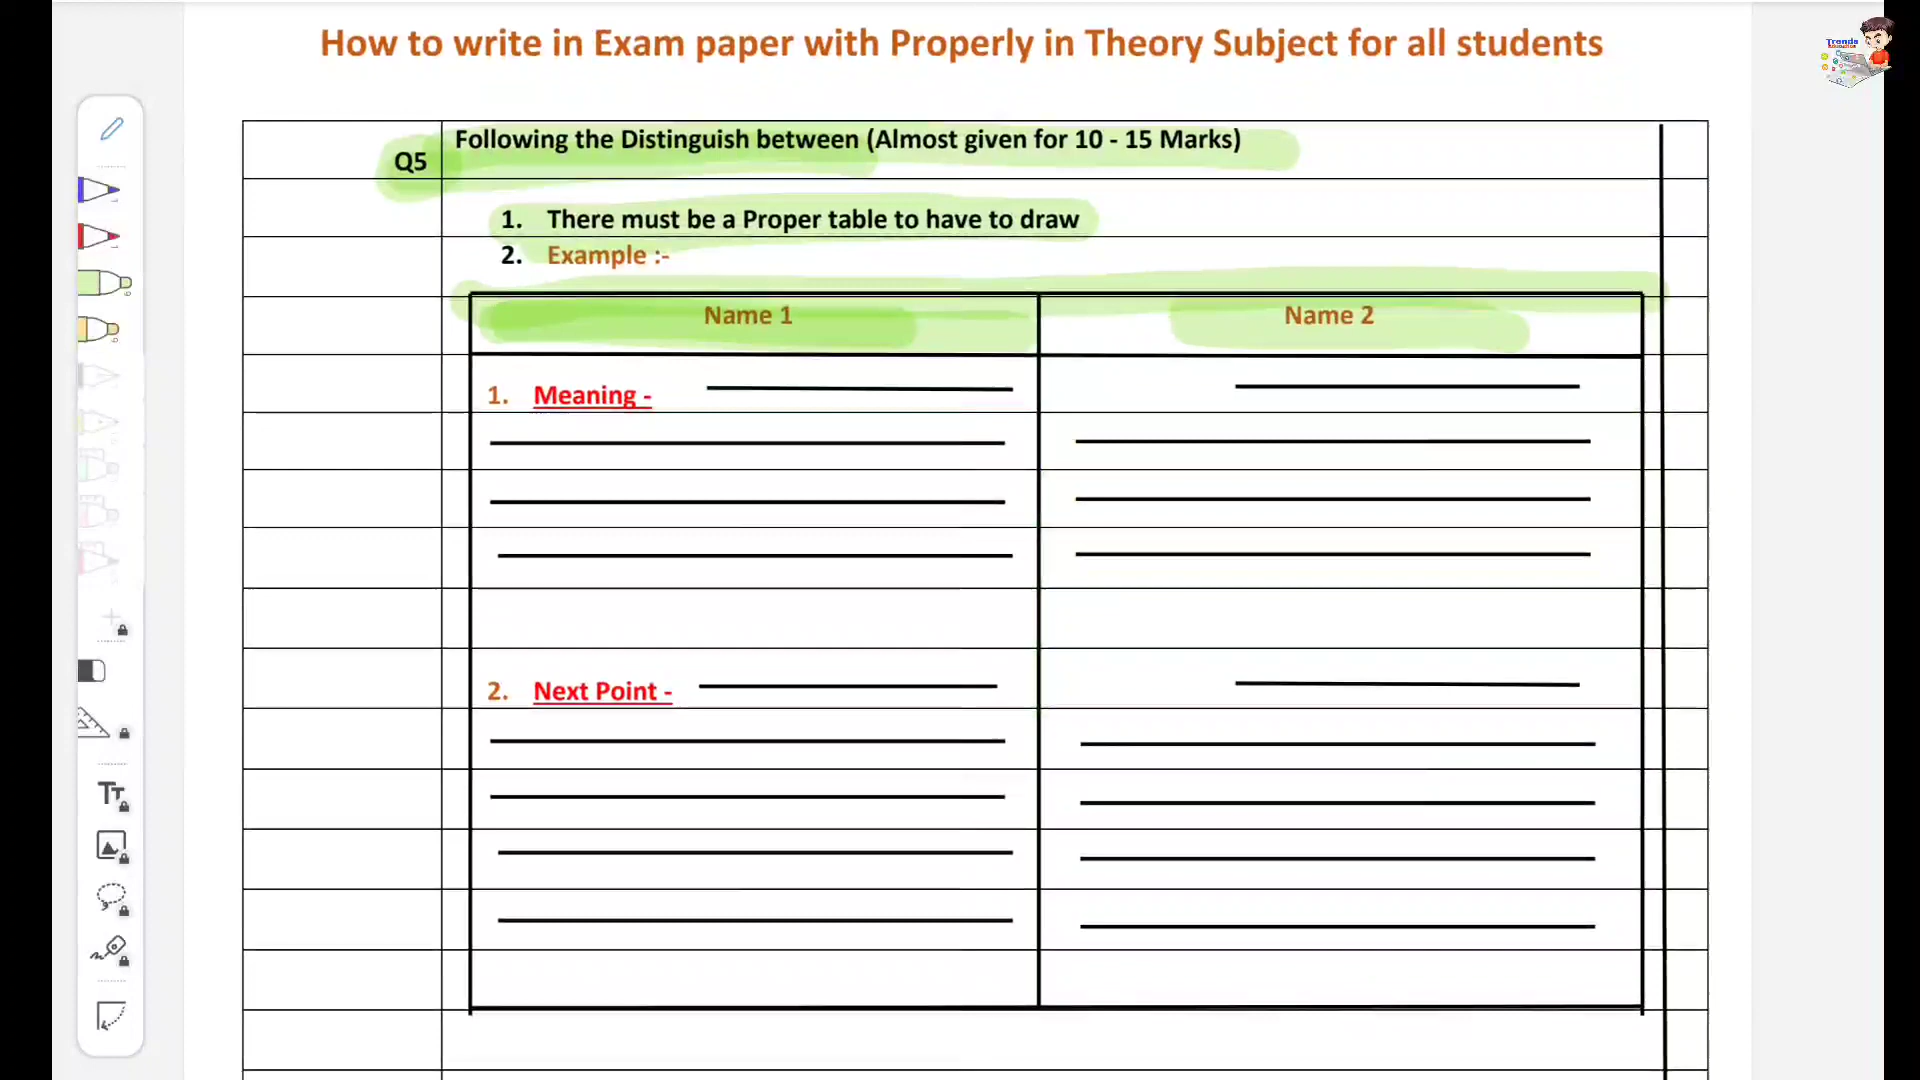 How to write in Exam paper with Properly in Theory Subject for all students
Trends
Q5 Following the Distinguish between (Almost given for 10 - 15 Marks)
1. There must be a Proper table to have to draw
2. Example :-
Name 1 Name 2
1. Meaning -
2. Next Point -